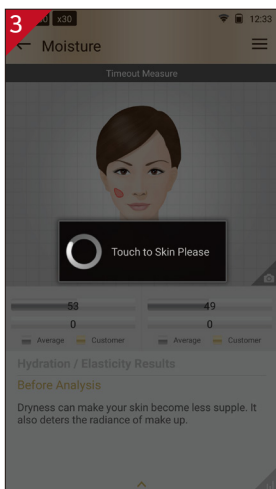 3
x30
12:33
Moisture
Timeout Measure
Touch to Skin Please
53
49
0
0
Average
Customer
Average
Customer
Hydration / Elasticity Results
Before Analysis
Dryness can make your skin become less supple. It
also deters the radiance of make up.